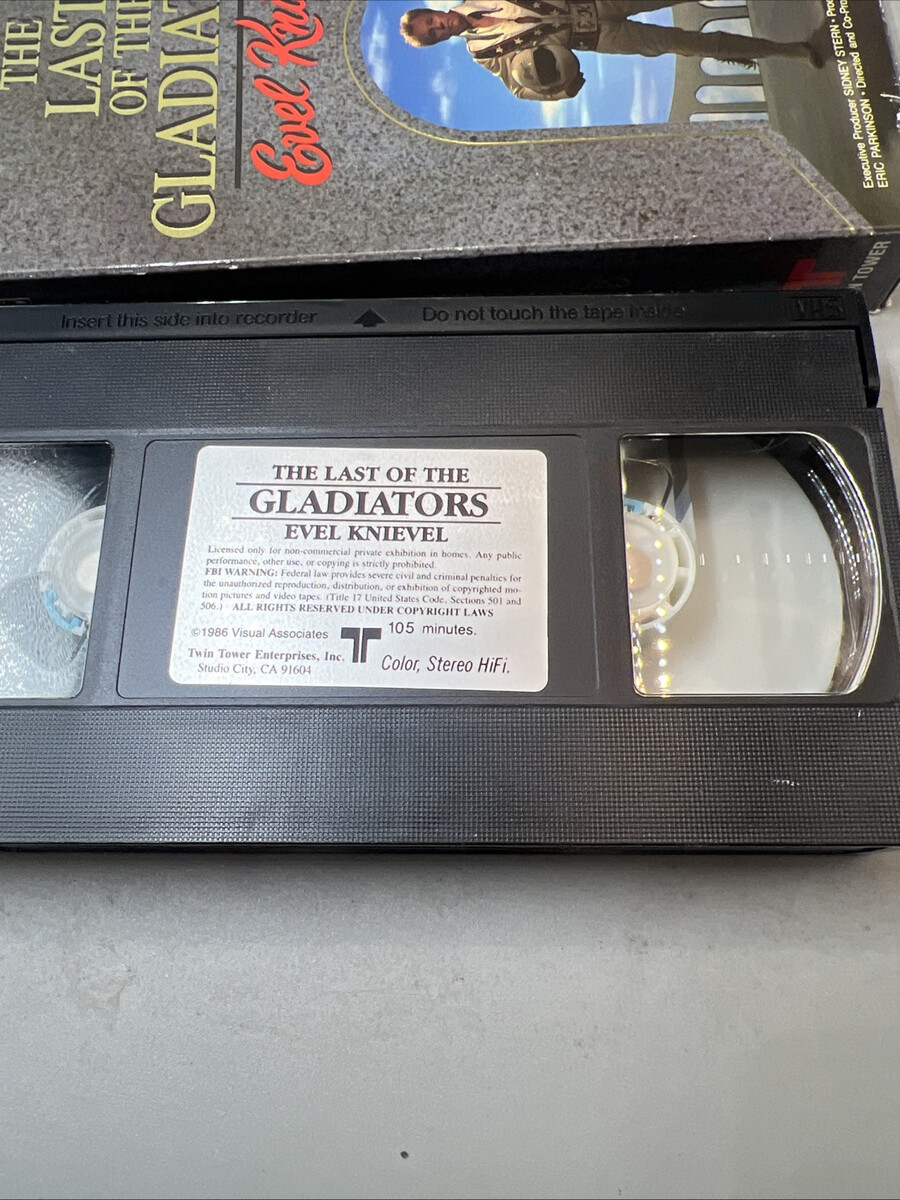 THE
LAST
OF THE
GLADIAT
Evel Kni
Executive Producer SIDNEY STERN • Pro
ERIC PARKINSON • Directed and Co-Pro
N TOWER
Insert this side into recorder
Do not touch the tape inside
VHS
THE LAST OF THE
GLADIATORS
EVEL KNIEVEL
Licensed only for non-commercial private exhibition in homes. Any public
performance, other use, or copying is strictly prohibited.
FBI WARNING: Federal law provides severe civil and criminal penalties for
the unauthorized reproduction, distribution, or exhibition of copyrighted mo-
tion pictures and video tapes. (Title 17 United States Code, Sections 501 and
506.) - ALL RIGHTS RESERVED UNDER COPYRIGHT LAWS
©1986 Visual Associates
105 minutes.
Twin Tower Enterprises, Inc.
Studio City, CA 91604
Color, Stereo HiFi.